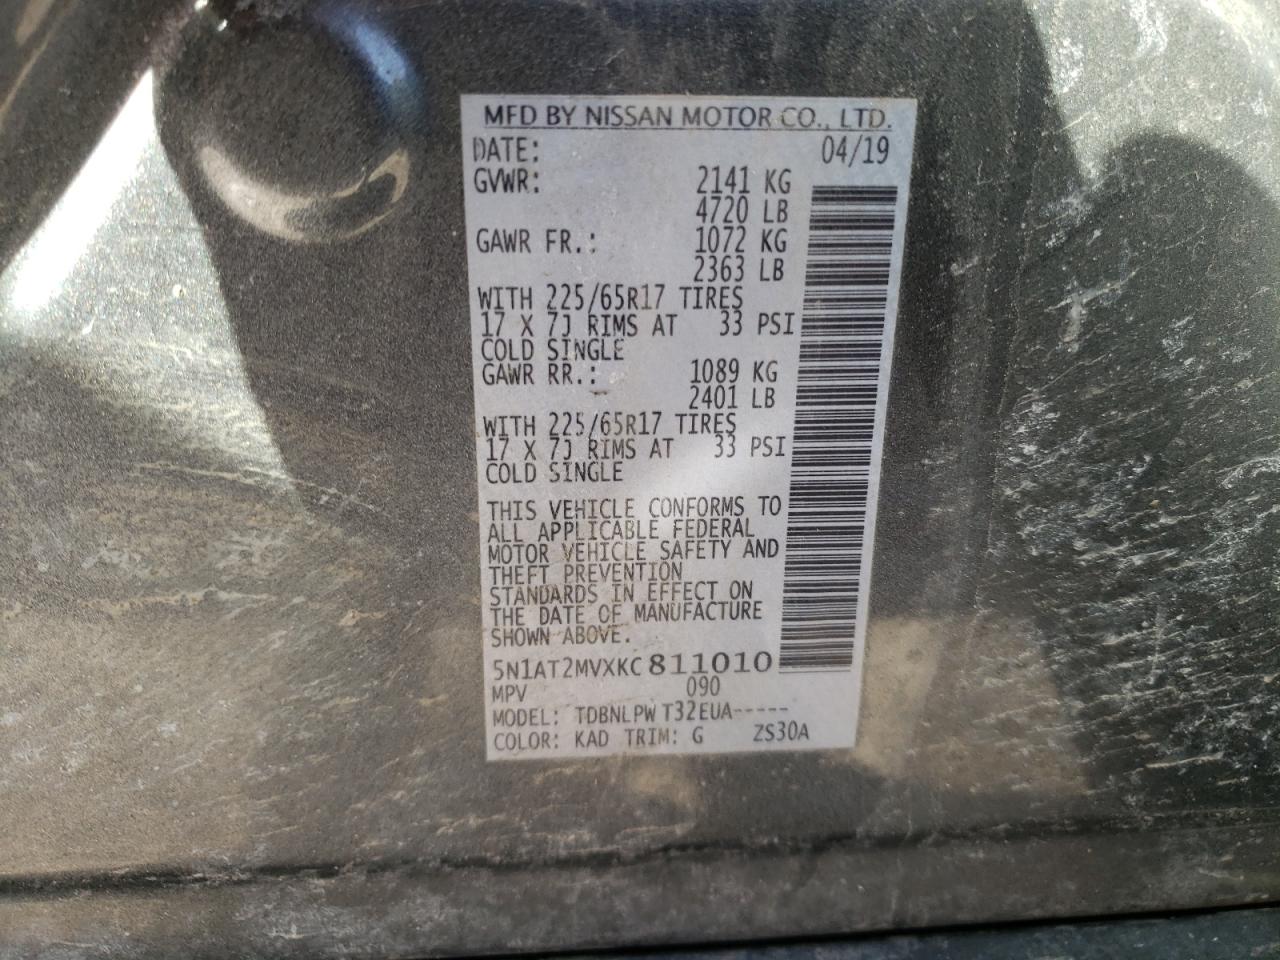 MFD BY NISSAN MOTOR CO., LTD.
DATE: 04/19
GVWR: 2141 KG
4720 LB
GAWR FR.: 1072 KG
2363 LB
WITH 225/65R17 TIRES
17 X 7J RIMS AT 33 PSI
COLD SINGLE
GAWR RR.: 1089 KG
2401 LB
WITH 225/65R17 TIRES
17 X 7J RIMS AT 33 PSI
COLD SINGLE
THIS VEHICLE CONFORMS TO
ALL APPLICABLE FEDERAL
MOTOR VEHICLE SAFETY AND
THEFT PREVENTION
STANDARDS IN EFFECT ON
THE DATE OF MANUFACTURE
SHOWN ABOVE.
5N1AT2MVXKC811010
MPV 090
MODEL: TDBNLPW T32EUA-----
COLOR: KAD TRIM: G ZS30A